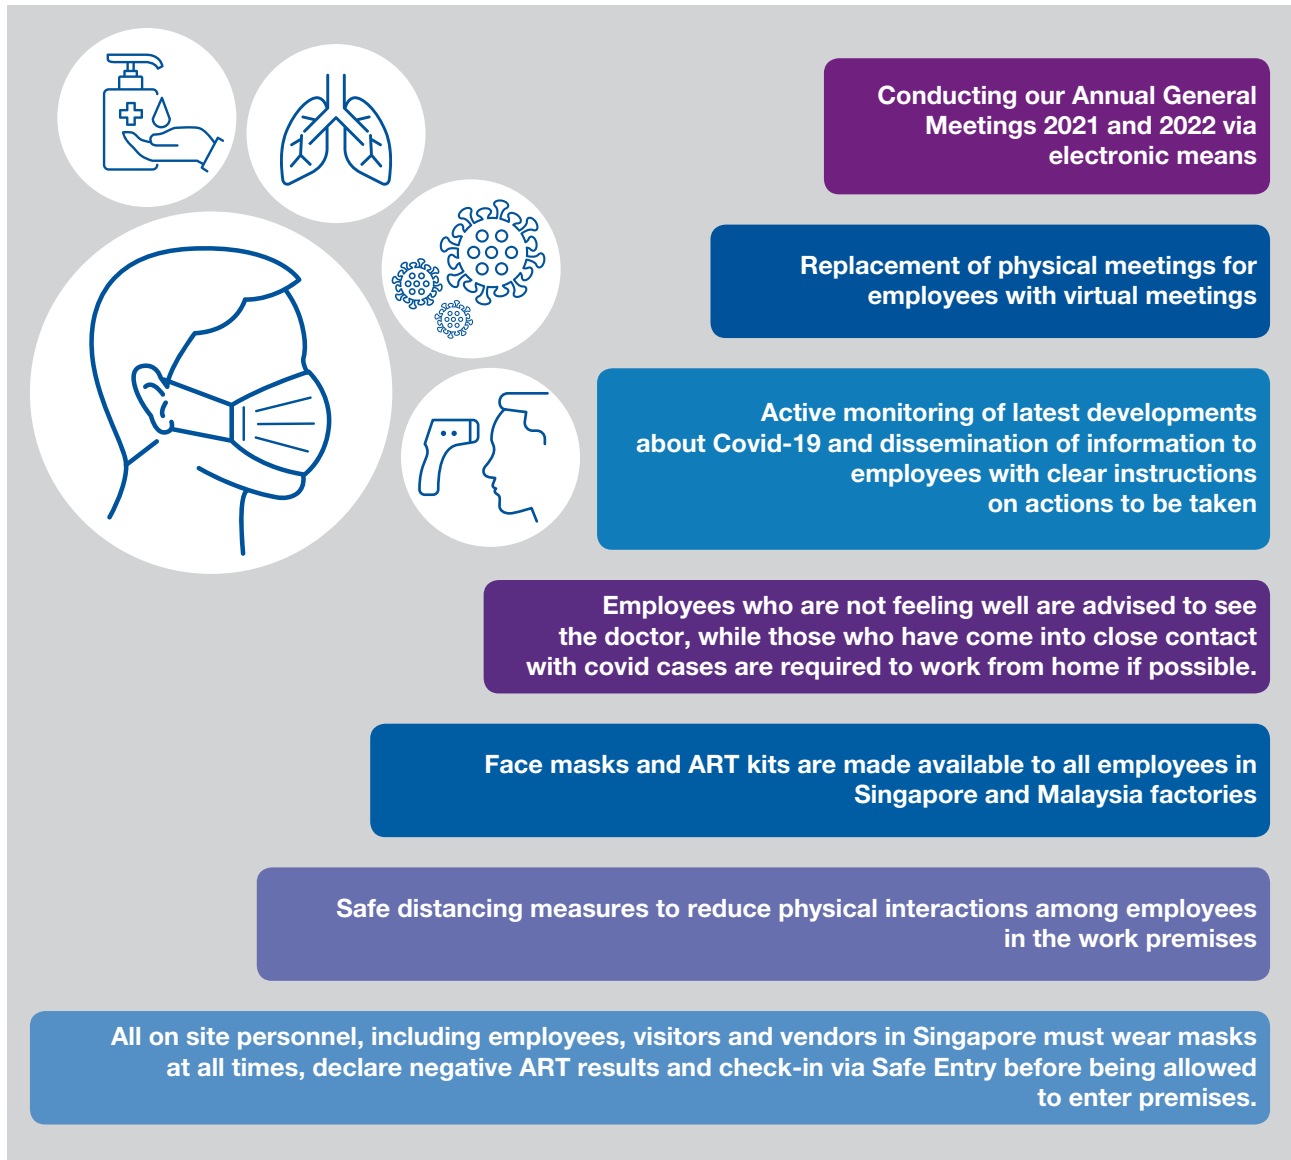 Conducting our Annual General
Meetings 2021 and 2022 via
electronic means
Replacement of physical meetings for
employees with virtual meetings
Active monitoring of latest developments
about Covid-19 and dissemination of information to
employees with clear instructions
on actions to be taken
Employees who are not feeling well are advised to see
the doctor, while those who have come into close contact
with covid cases are required to work from home if possible.
Face masks and ART kits are made available to all employees in
Singapore and Malaysia factories
Safe distancing measures to reduce physical interactions among employees
in the work premises
All on site personnel, including employees, visitors and vendors in Singapore must wear masks
at all times, declare negative ART results and check-in via Safe Entry before being allowed
to enter premises.